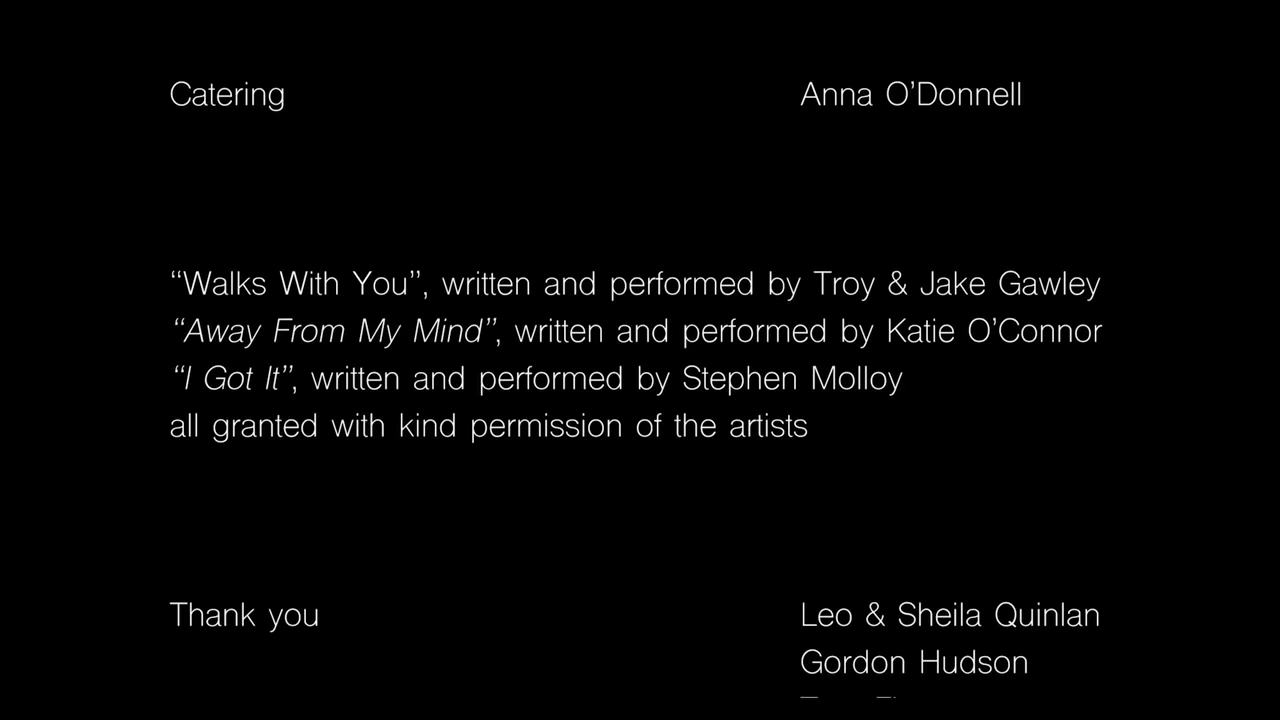 Catering Anna O’Donnell
“Walks With You”, written and performed by Troy & Jake Gawley
“Away From My Mind”, written and performed by Katie O’Connor
“I Got It”, written and performed by Stephen Molloy
all granted with kind permission of the artists
Thank you Leo & Sheila Quinlan
Gordon Hudson